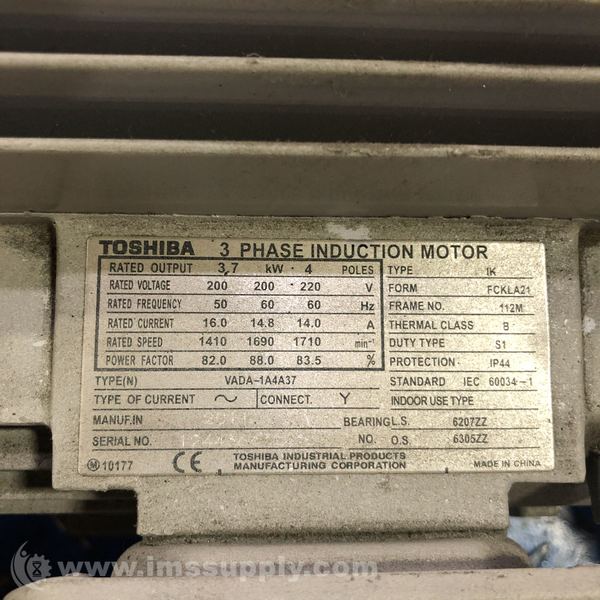 TOSHIBA 3 PHASE INDUCTION MOTOR
RATED OUTPUT 3,7 kW · 4 POLES
RATED VOLTAGE 200 200 220 V
RATED FREQUENCY 50 60 60 Hz
RATED CURRENT 16.0 14.8 14.0 A
RATED SPEED 1410 1690 1710 min⁻¹
POWER FACTOR 82.0 88.0 83.5 %
TYPE IK
FORM FCKLA21
FRAME NO. 112M
THERMAL CLASS B
DUTY TYPE S1
PROTECTION IP44
TYPE(N) VADA-1A4A37
STANDARD IEC 60034-1
TYPE OF CURRENT ~ CONNECT. Y
INDOOR USE TYPE
MANUF.IN
BEARING L.S. 6207ZZ
SERIAL NO.
NO. O.S. 6305ZZ
M 10177 CE TOSHIBA INDUSTRIAL PRODUCTS
MANUFACTURING CORPORATION
MADE IN CHINA
www.imssupply.com